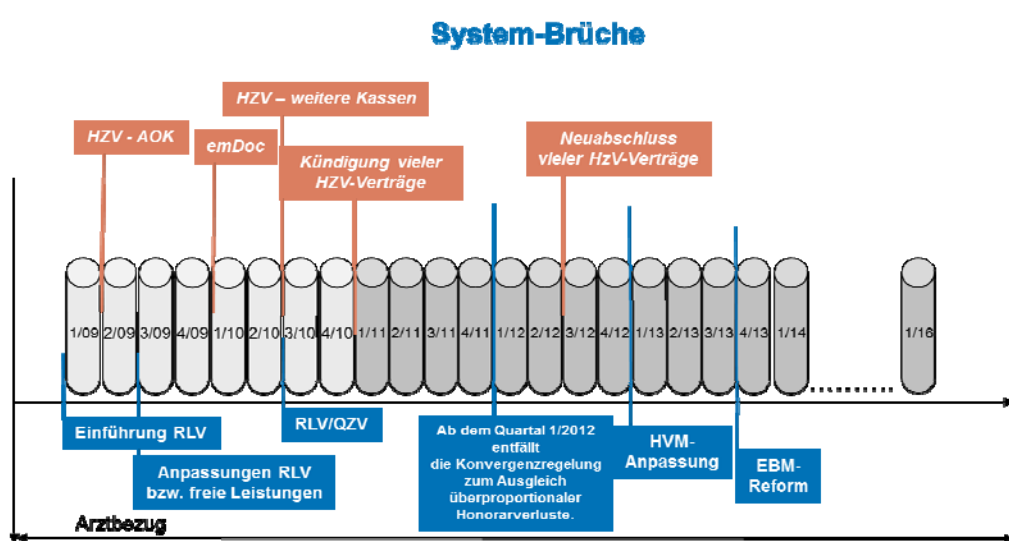 System-Brüche
HZV – weitere Kassen
HZV - AOK
emDoc
Kündigung vieler
HZV-Verträge
Neuabschluss
vieler HzV-Verträge
1/09 2/09 3/09 4/09 1/10 2/10 3/10 4/10 1/11 2/11 3/11 4/11 1/12 2/12 3/12 4/12 1/13 2/13 3/13 4/13 1/14 1/16
Einführung RLV
Anpassungen RLV
bzw. freie Leistungen
RLV/QZV
Ab dem Quartal 1/2012
entfällt
die Konvergenzregelung
zum Ausgleich
überproportionaler
Honorarverluste.
HVM-
Anpassung
EBM-
Reform
Arztbezug